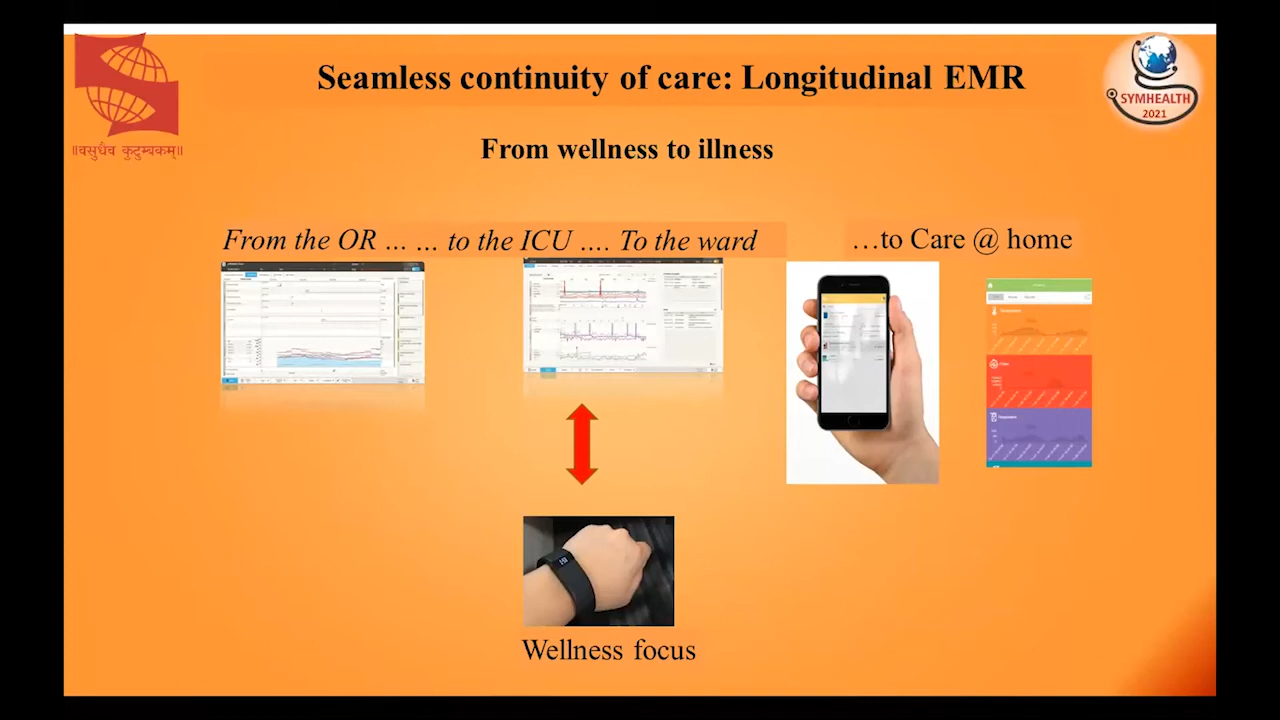 Seamless continuity of care: Longitudinal EMR
SYMHEALTH
2021
॥वसुधैव कुटुम्बकम्॥
From wellness to illness
From the OR … … to the ICU …. To the ward
…to Care @ home
Wellness focus